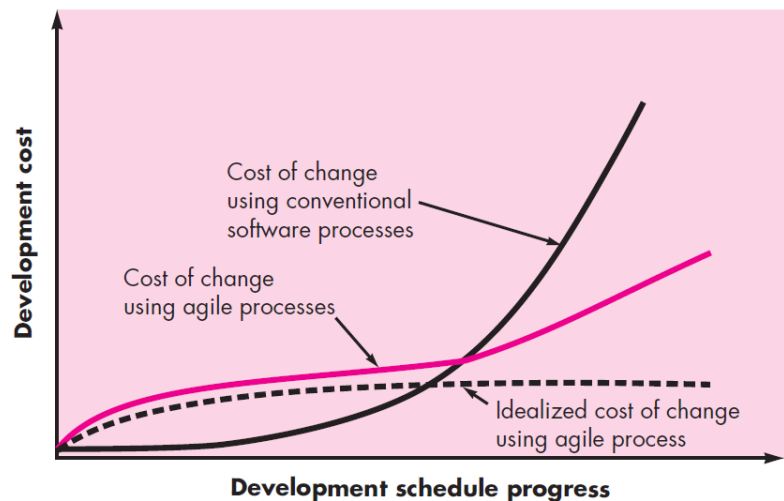 Development cost
Cost of change
using conventional
software processes
Cost of change
using agile processes
Idealized cost of change
using agile process
Development schedule progress